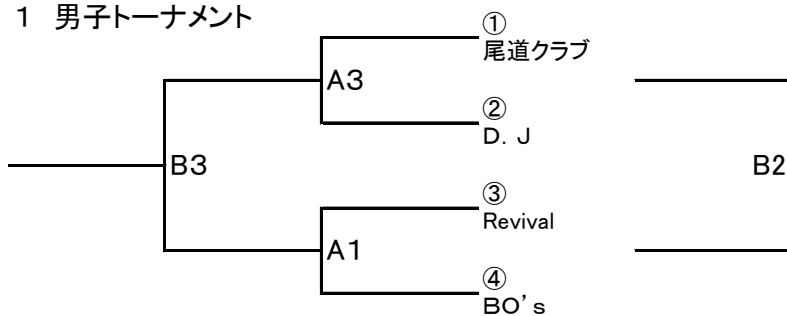 １　男子トーナメント
①
尾道クラブ
A3
②
D．J
B3
B2
③
Revival
A1
④
BO’s